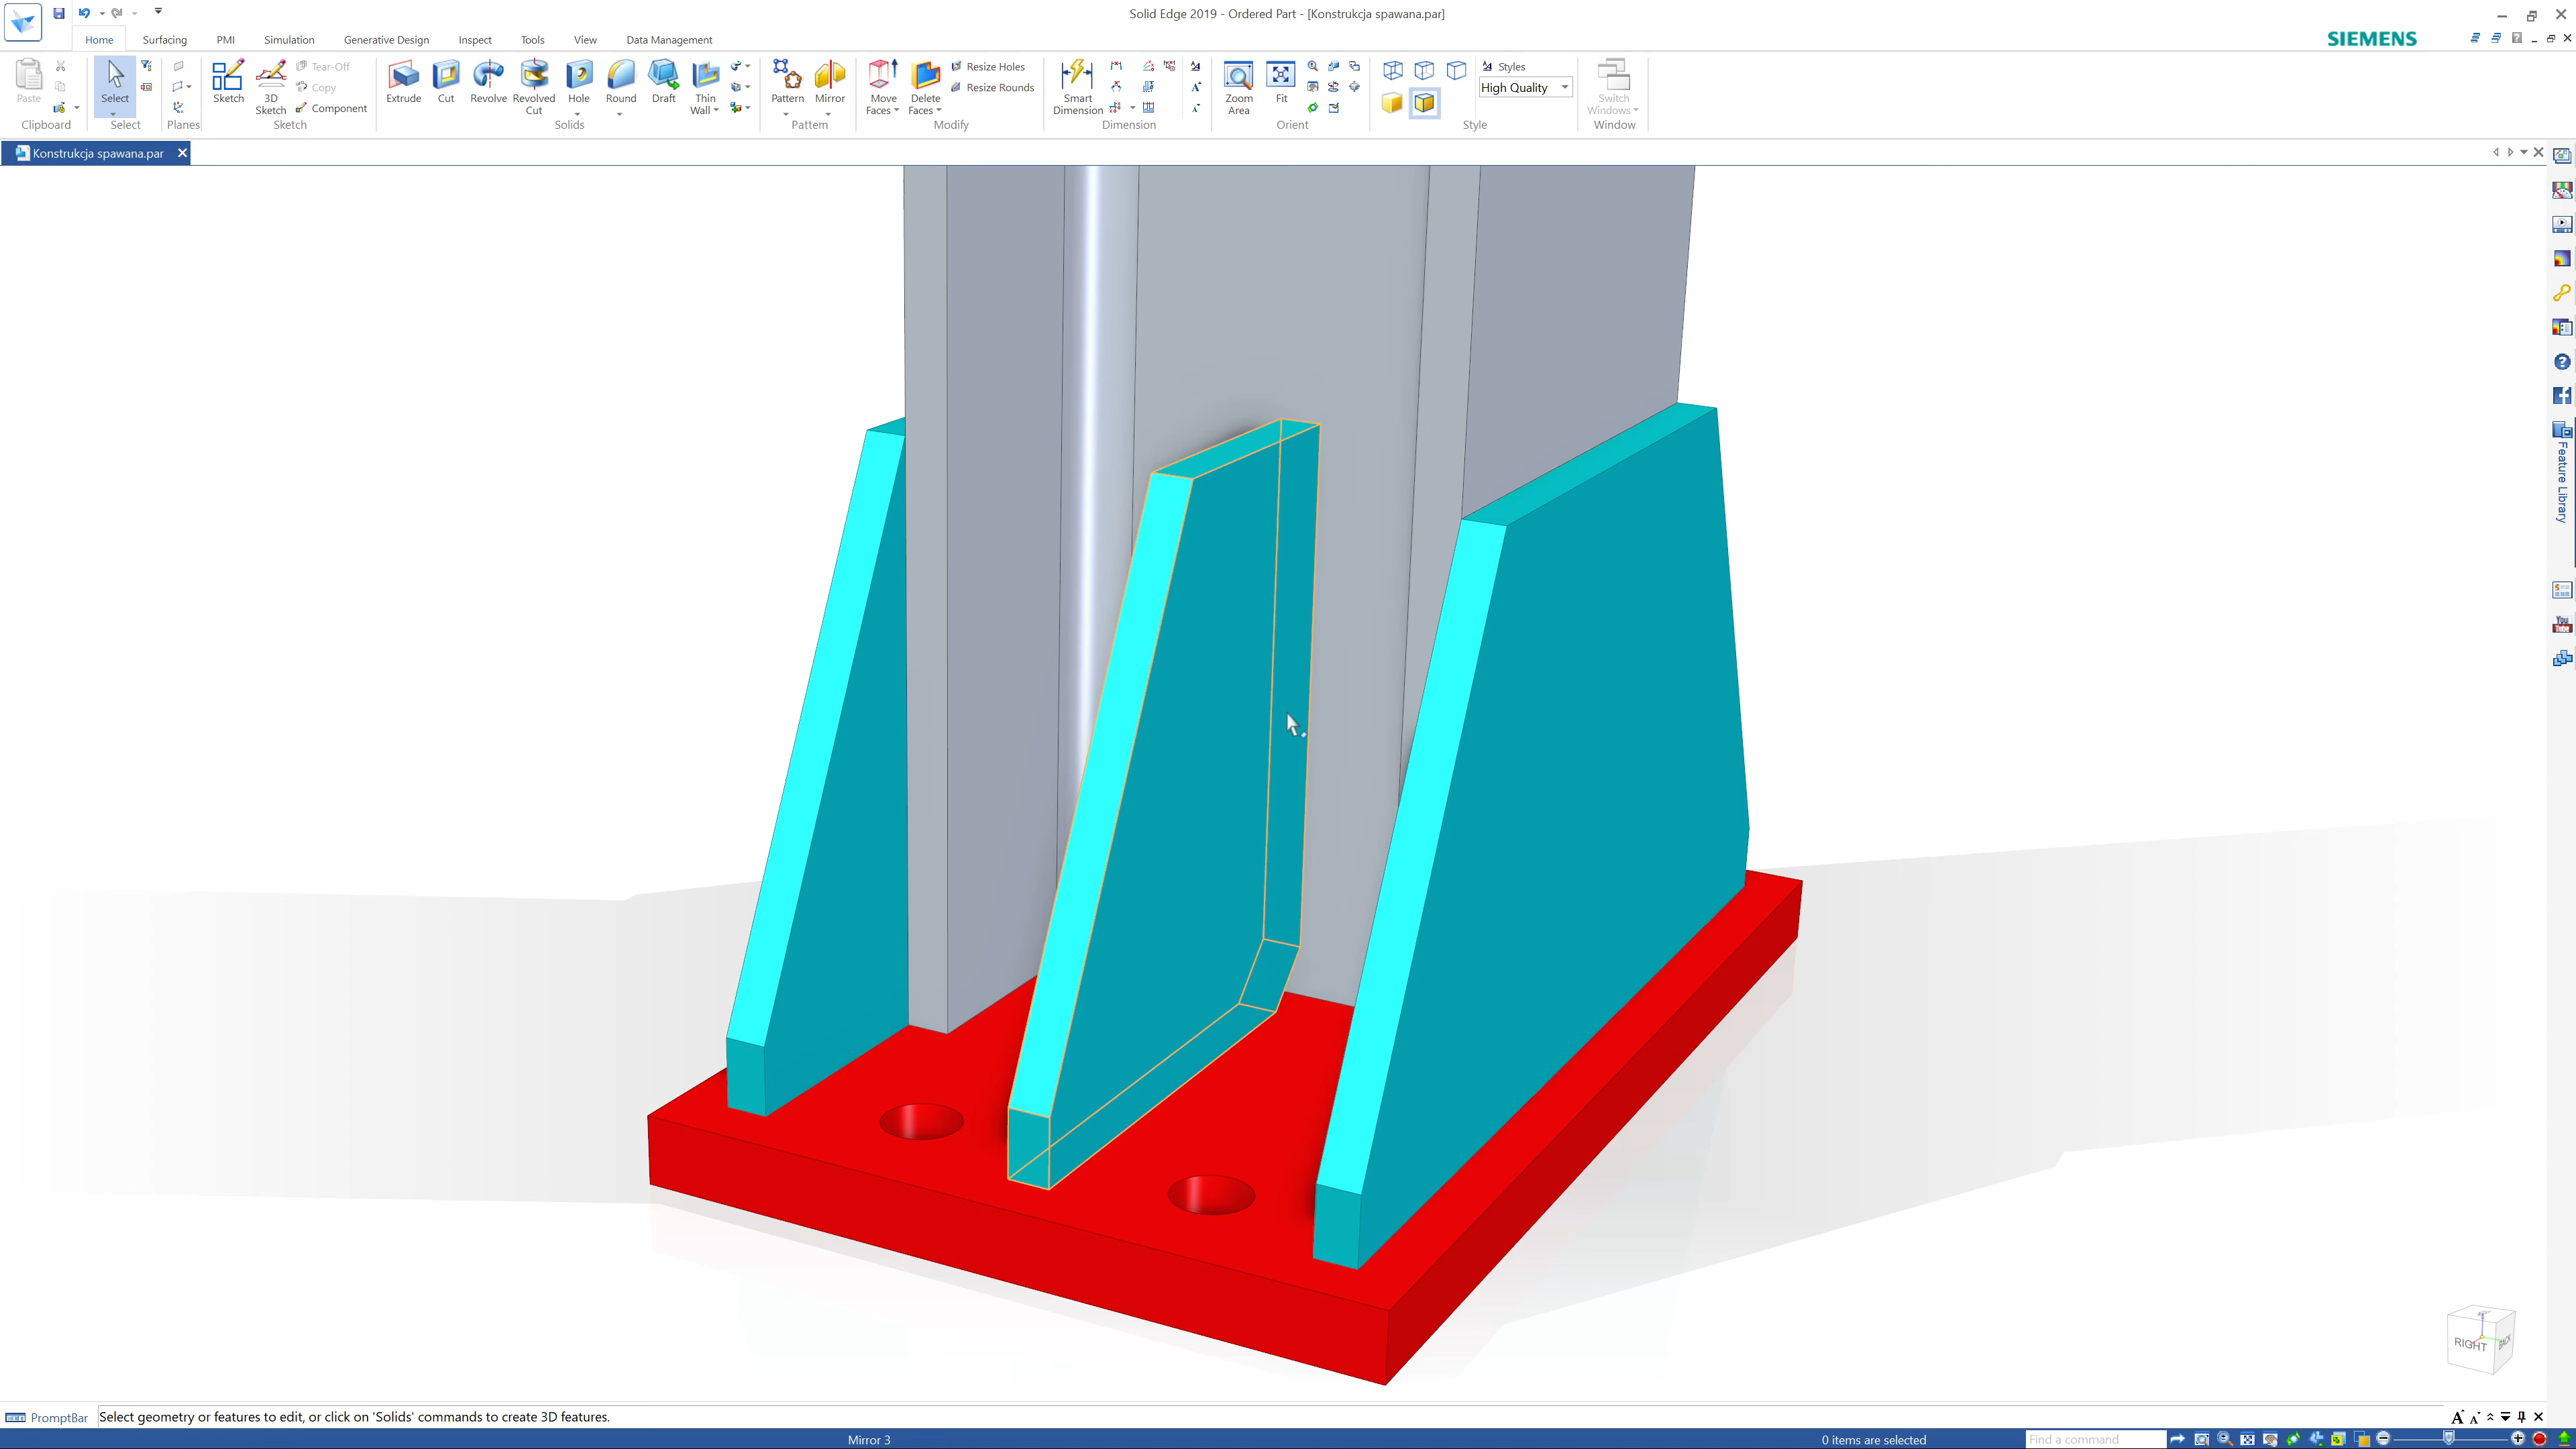 Solid Edge 2019 - Ordered Part - [Konstrukcja spawana.par]
Home Surfacing PMI Simulation Generative Design Inspect Tools View Data Management
SIEMENS
Paste
Clipboard
Select
Select
Planes
Sketch
3D Sketch
Tear-Off
Copy
Component
Sketch
Extrude
Cut
Revolve
Revolved Cut
Hole
Round
Draft
Thin Wall
Solids
Pattern
Mirror
Pattern
Move Faces
Delete Faces
Resize Holes
Resize Rounds
Modify
Smart Dimension
Dimension
Zoom Area
Fit
Orient
Styles
High Quality
Style
Switch Windows
Window
Konstrukcja spawana.par
Feature Library
You
Tube
RIGHT
BACK
PromptBar
Select geometry or features to edit, or click on 'Solids' commands to create 3D features.
Mirror 3
0 items are selected
Find a command